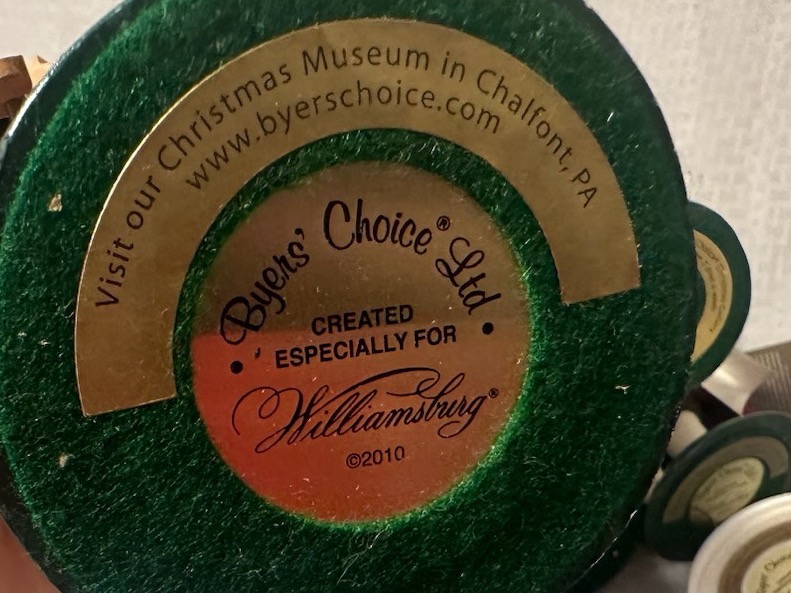 Visit our Christmas Museum in Chalfont, PA
www.byerschoice.com
Byers' Choice® Ltd
CREATED
• ESPECIALLY FOR •
Williamsburg®
©2010